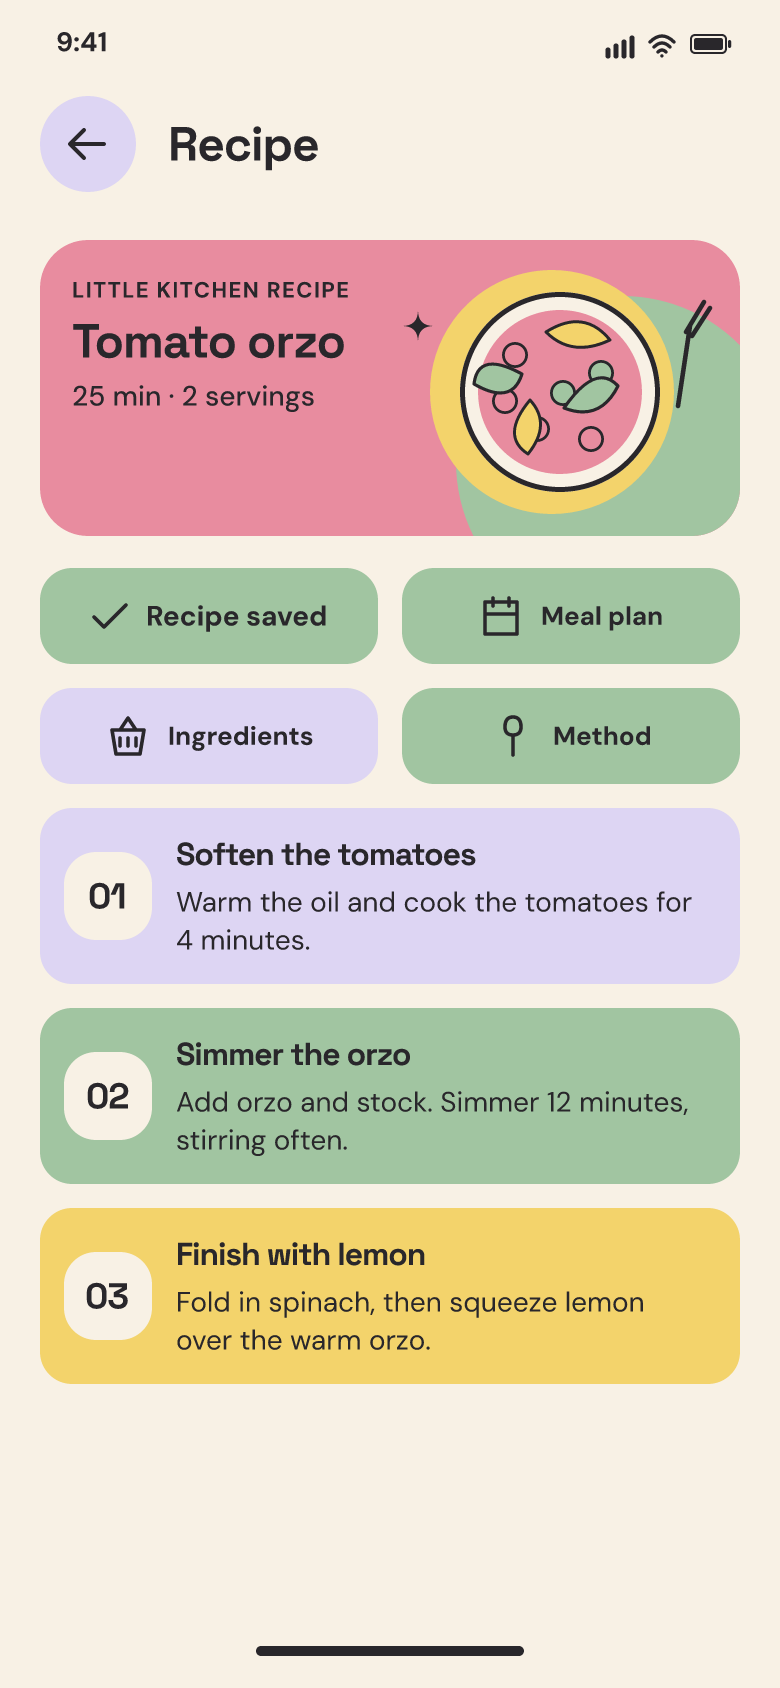 9:41
Recipe
LITTLE KITCHEN RECIPE
Tomato orzo
25 min · 2 servings
Recipe saved
Meal plan
Ingredients
Method
01
Soften the tomatoes
Warm the oil and cook the tomatoes for
4 minutes.
02
Simmer the orzo
Add orzo and stock. Simmer 12 minutes,
stirring often.
03
Finish with lemon
Fold in spinach, then squeeze lemon
over the warm orzo.